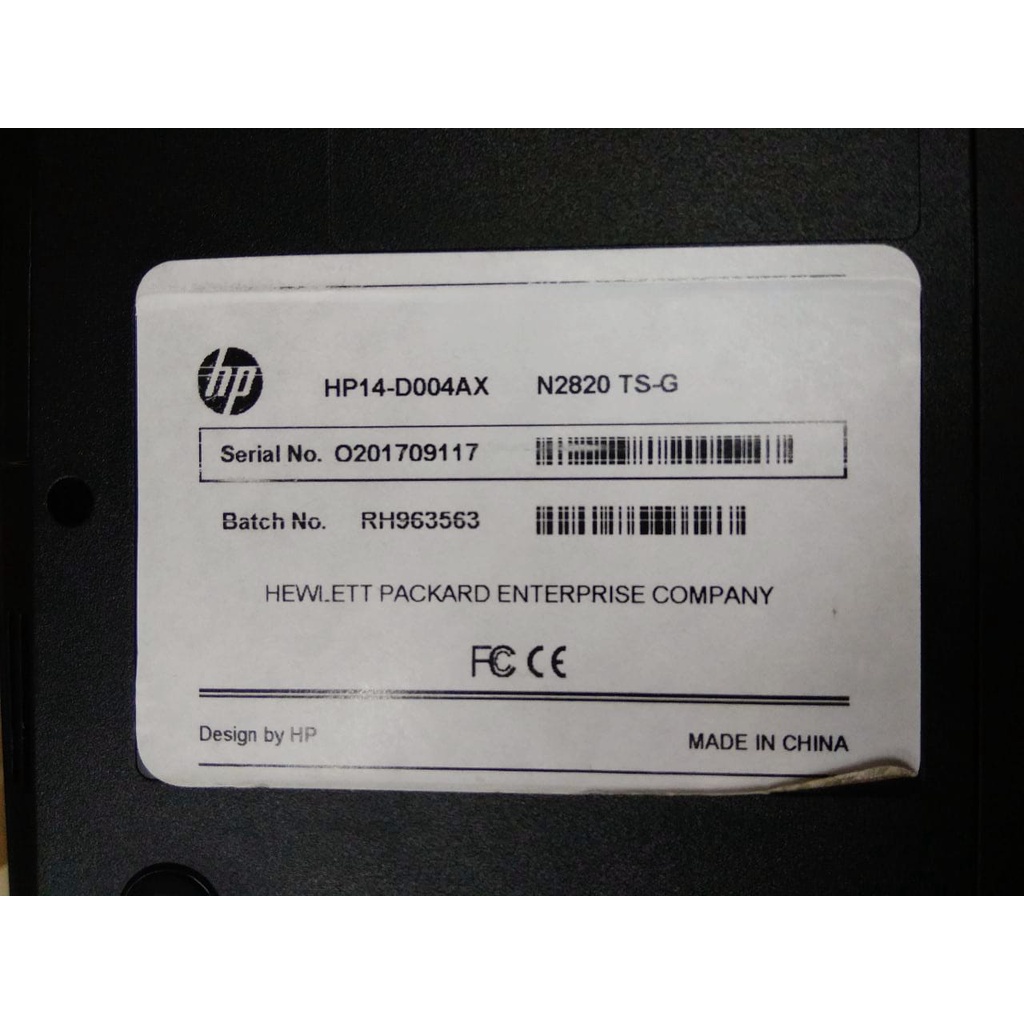 hp HP14-D004AX N2820 TS-G
Serial No. O201709117
Batch No. RH963563
HEWLETT PACKARD ENTERPRISE COMPANY
FC CE
Design by HP MADE IN CHINA